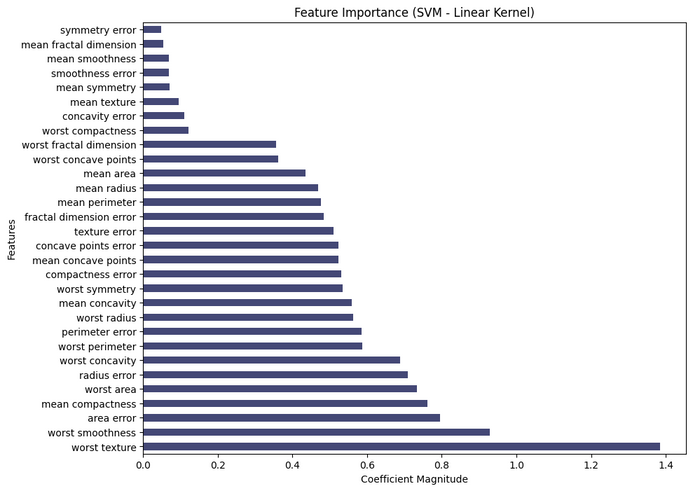 Feature Importance (SVM - Linear Kernel)
symmetry error
mean fractal dimension
mean smoothness
smoothness error
mean symmetry
mean texture
concavity error
worst compactness
worst fractal dimension
worst concave points
mean area
mean radius
mean perimeter
fractal dimension error
texture error
concave points error
mean concave points
compactness error
worst symmetry
mean concavity
worst radius
perimeter error
worst perimeter
worst concavity
radius error
worst area
mean compactness
area error
worst smoothness
worst texture
Features
0.0 0.2 0.4 0.6 0.8 1.0 1.2 1.4
Coefficient Magnitude